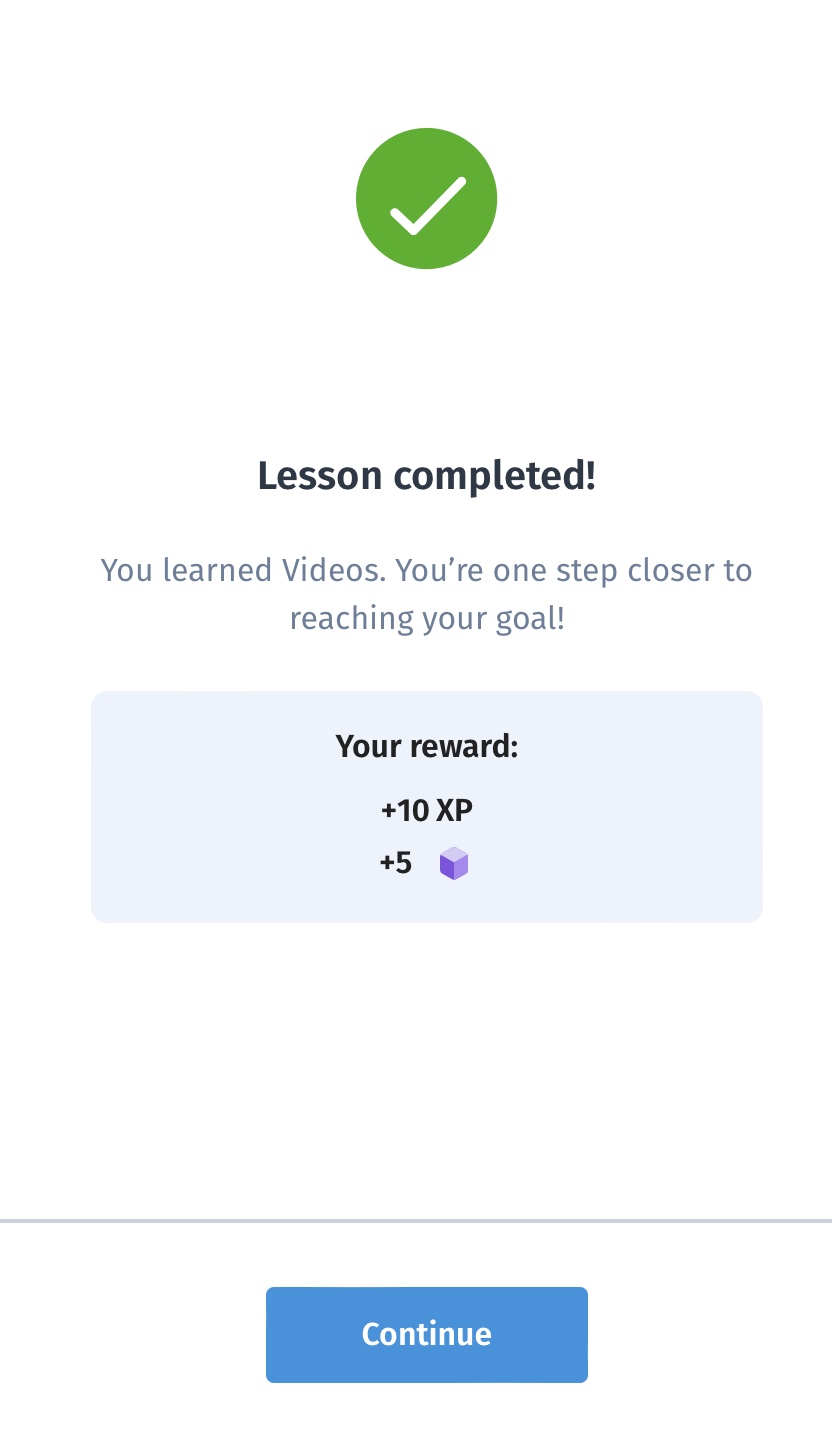 Lesson completed!
You learned Videos. You’re one step closer to
reaching your goal!
Your reward:
+10 XP
+5
Continue